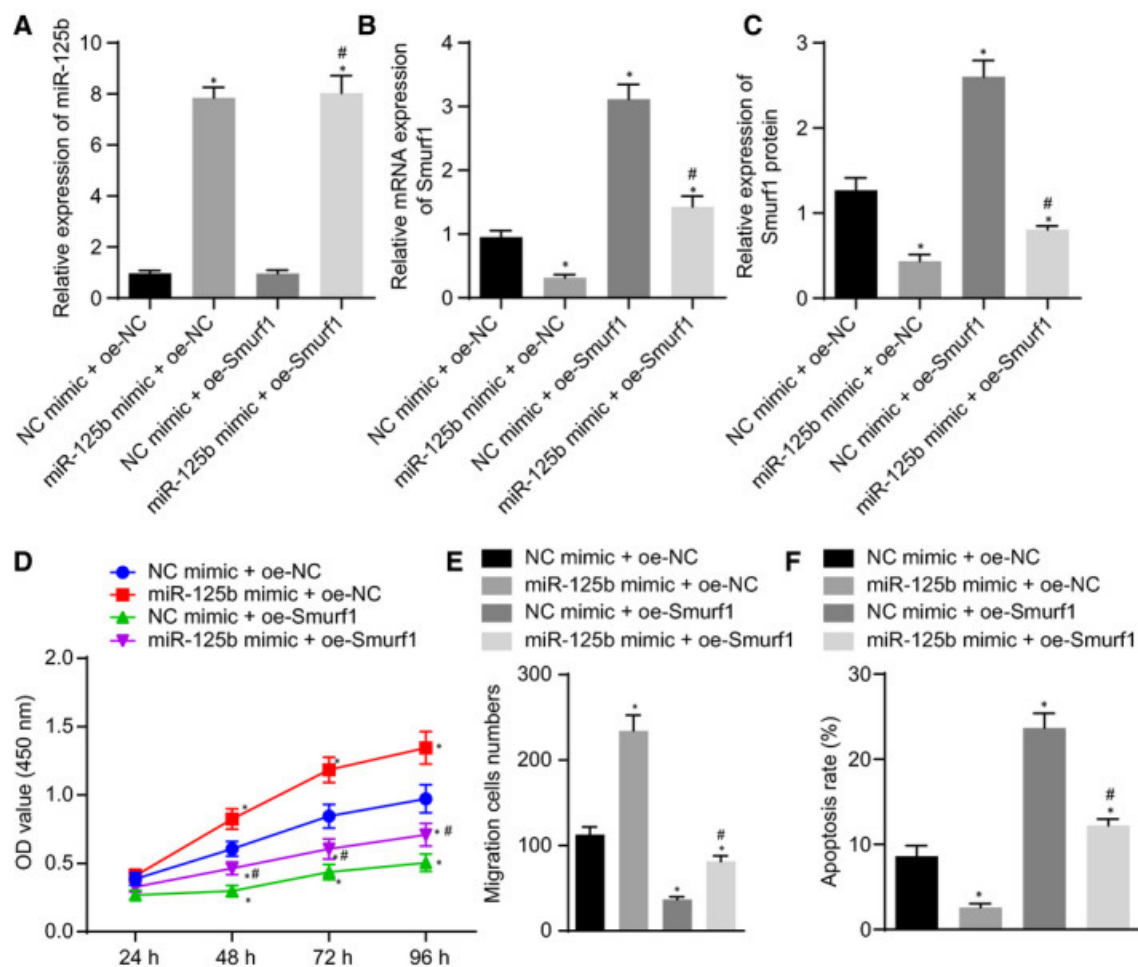 A
Relative expression of miR-125b
10
8
6
4
2
0
*
#
*
NC mimic + oe-NC
miR-125b mimic + oe-NC
NC mimic + oe-Smurf1
miR-125b mimic + oe-Smurf1
B
Relative mRNA expression
of Smurf1
4
3
2
1
0
*
*
#
*
NC mimic + oe-NC
miR-125b mimic + oe-NC
NC mimic + oe-Smurf1
miR-125b mimic + oe-Smurf1
C
Relative expression of
Smurf1 protein
3
2
1
0
*
*
#
*
NC mimic + oe-NC
miR-125b mimic + oe-NC
NC mimic + oe-Smurf1
miR-125b mimic + oe-Smurf1
D
NC mimic + oe-NC
miR-125b mimic + oe-NC
NC mimic + oe-Smurf1
miR-125b mimic + oe-Smurf1
OD value (450 nm)
2.0
1.5
1.0
0.5
0.0
*
*
*
*#
*
*#
*
*#
*
24 h
48 h
72 h
96 h
E
NC mimic + oe-NC
miR-125b mimic + oe-NC
NC mimic + oe-Smurf1
miR-125b mimic + oe-Smurf1
Migration cells numbers
300
200
100
0
*
*
#
*
F
NC mimic + oe-NC
miR-125b mimic + oe-NC
NC mimic + oe-Smurf1
miR-125b mimic + oe-Smurf1
Apoptosis rate (%)
30
20
10
0
*
*
#
*